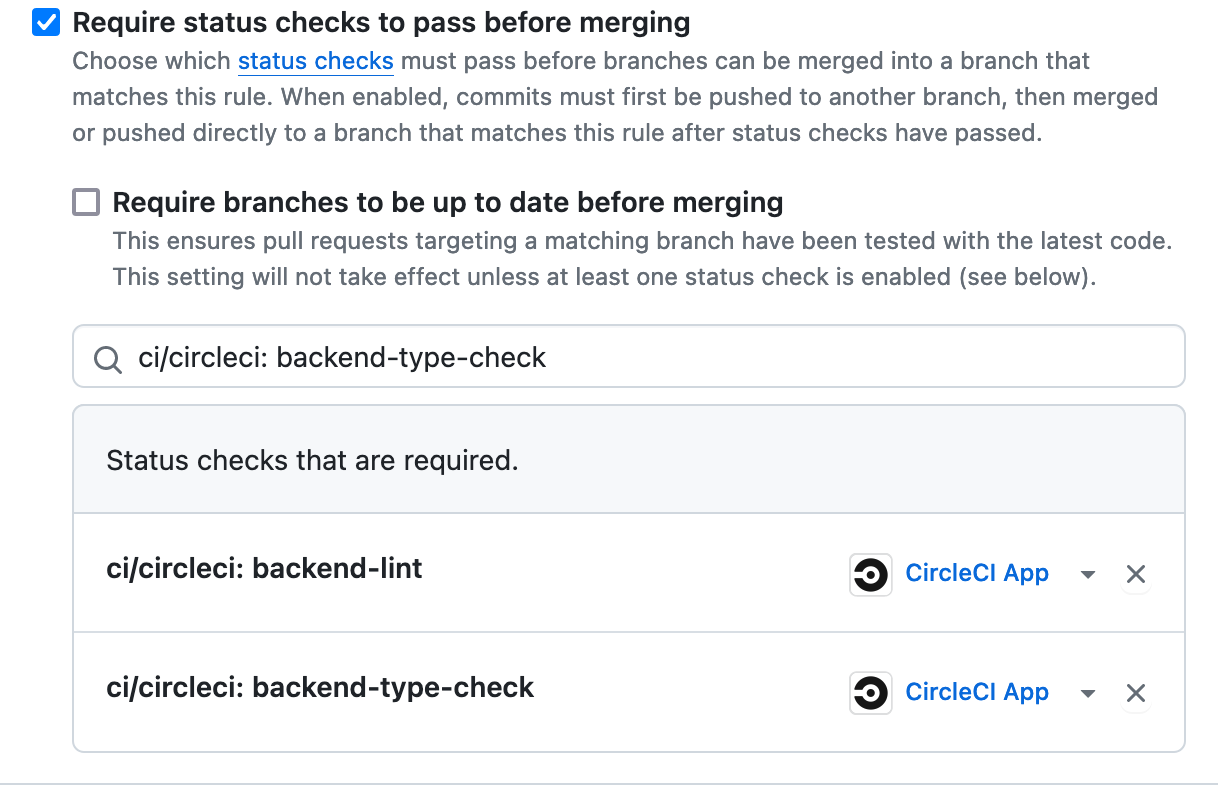 Require status checks to pass before merging
Choose which status checks must pass before branches can be merged into a branch that
matches this rule. When enabled, commits must first be pushed to another branch, then merged
or pushed directly to a branch that matches this rule after status checks have passed.
Require branches to be up to date before merging
This ensures pull requests targeting a matching branch have been tested with the latest code.
This setting will not take effect unless at least one status check is enabled (see below).
ci/circleci: backend-type-check
Status checks that are required.
ci/circleci: backend-lint CircleCI App
ci/circleci: backend-type-check CircleCI App